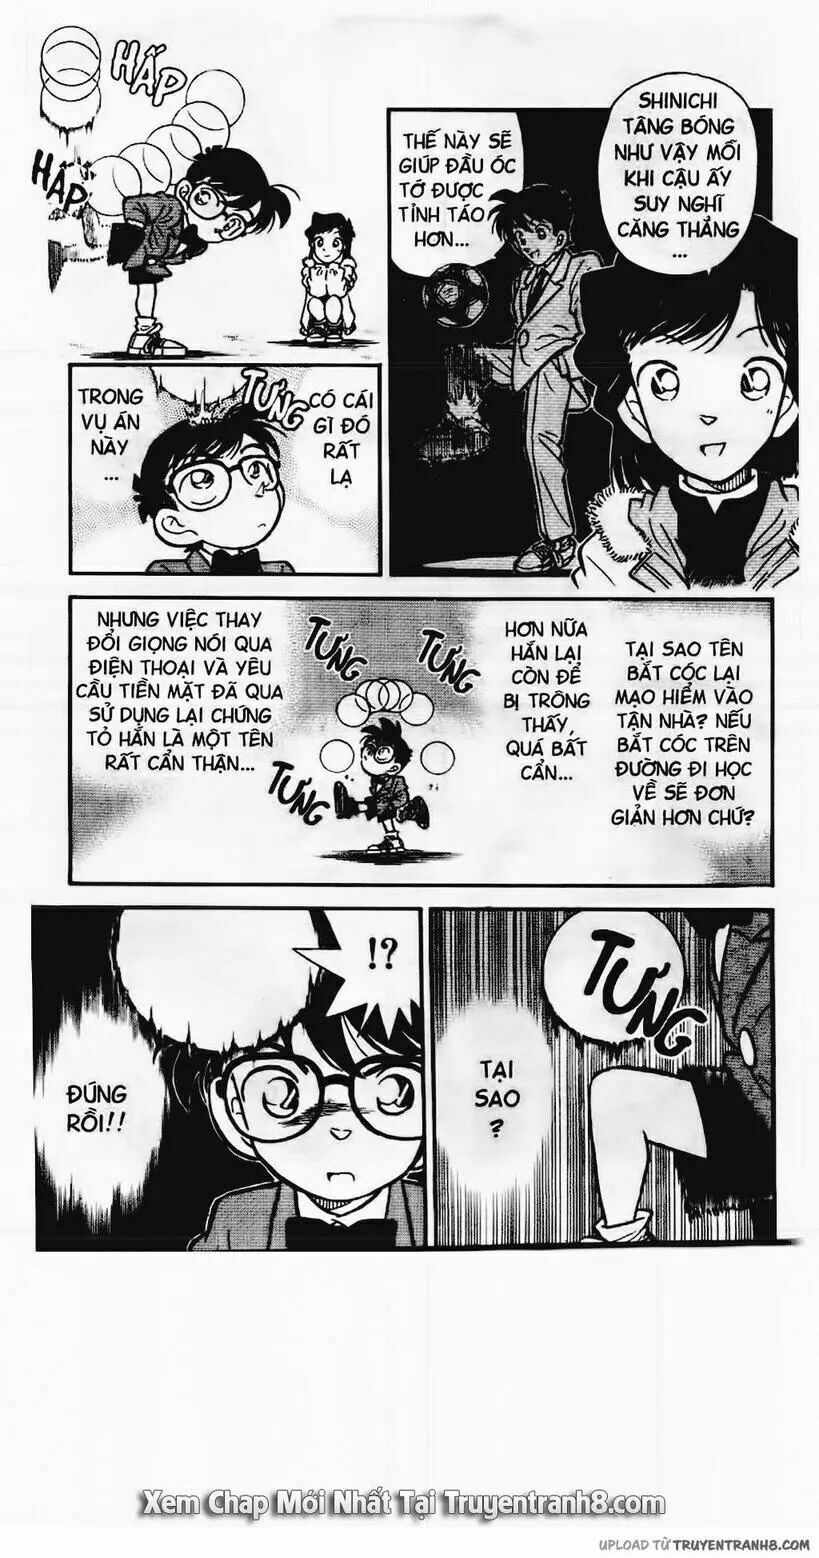 SHINICHI
TÂNG BÓNG
NHƯ VẬY MỖI
KHI CẬU ẤY
SUY NGHĨ
CĂNG THẲNG
...
THẾ NÀY SẼ
GIÚP ĐẦU ÓC
TỚ ĐƯỢC
TỈNH TÁO
HƠN...
HẤP
HẤP
CÓ CÁI
GÌ ĐÓ
RẤT
LẠ
TƯNG
TRONG
VỤ ÁN
NÀY
...
TẠI SAO TÊN
BẮT CÓC LẠI
MẠO HIỂM VÀO
TẬN NHÀ? NẾU
BẮT CÓC TRÊN
ĐƯỜNG ĐI HỌC
VỀ SẼ ĐƠN
GIẢN HƠN CHỨ?
HƠN NỮA
HẮN LẠI
CÒN ĐỂ
BỊ TRÔNG
THẤY,
QUÁ BẤT
CẨN...
TƯNG
TƯNG
TƯNG
NHƯNG VIỆC THAY
ĐỔI GIỌNG NÓI QUA
ĐIỆN THOẠI VÀ YÊU
CẦU TIỀN MẶT ĐÃ QUA
SỬ DỤNG LẠI CHỨNG
TỎ HẮN LÀ MỘT TÊN
RẤT CẨN THẬN...
TƯNG
TẠI
SAO
?
!?
ĐÚNG
RỒI!!
Xem Chap Mới Nhất Tại Truyentranh8.com
UPLOAD TỪ TRUYENTRANH8.COM